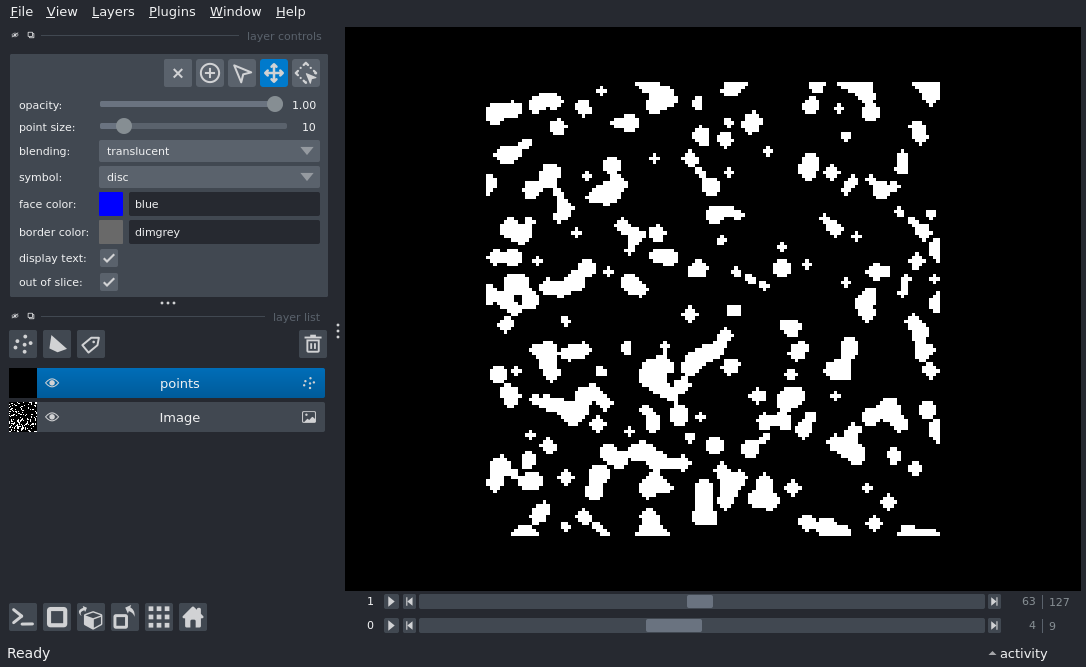 File View Layers Plugins Window Help
layer controls
opacity: 1.00
point size: 10
blending: translucent
symbol: disc
face color: blue
border color: dimgrey
display text:
out of slice:
layer list
points
Image
1 63 127
0 4 9
Ready activity